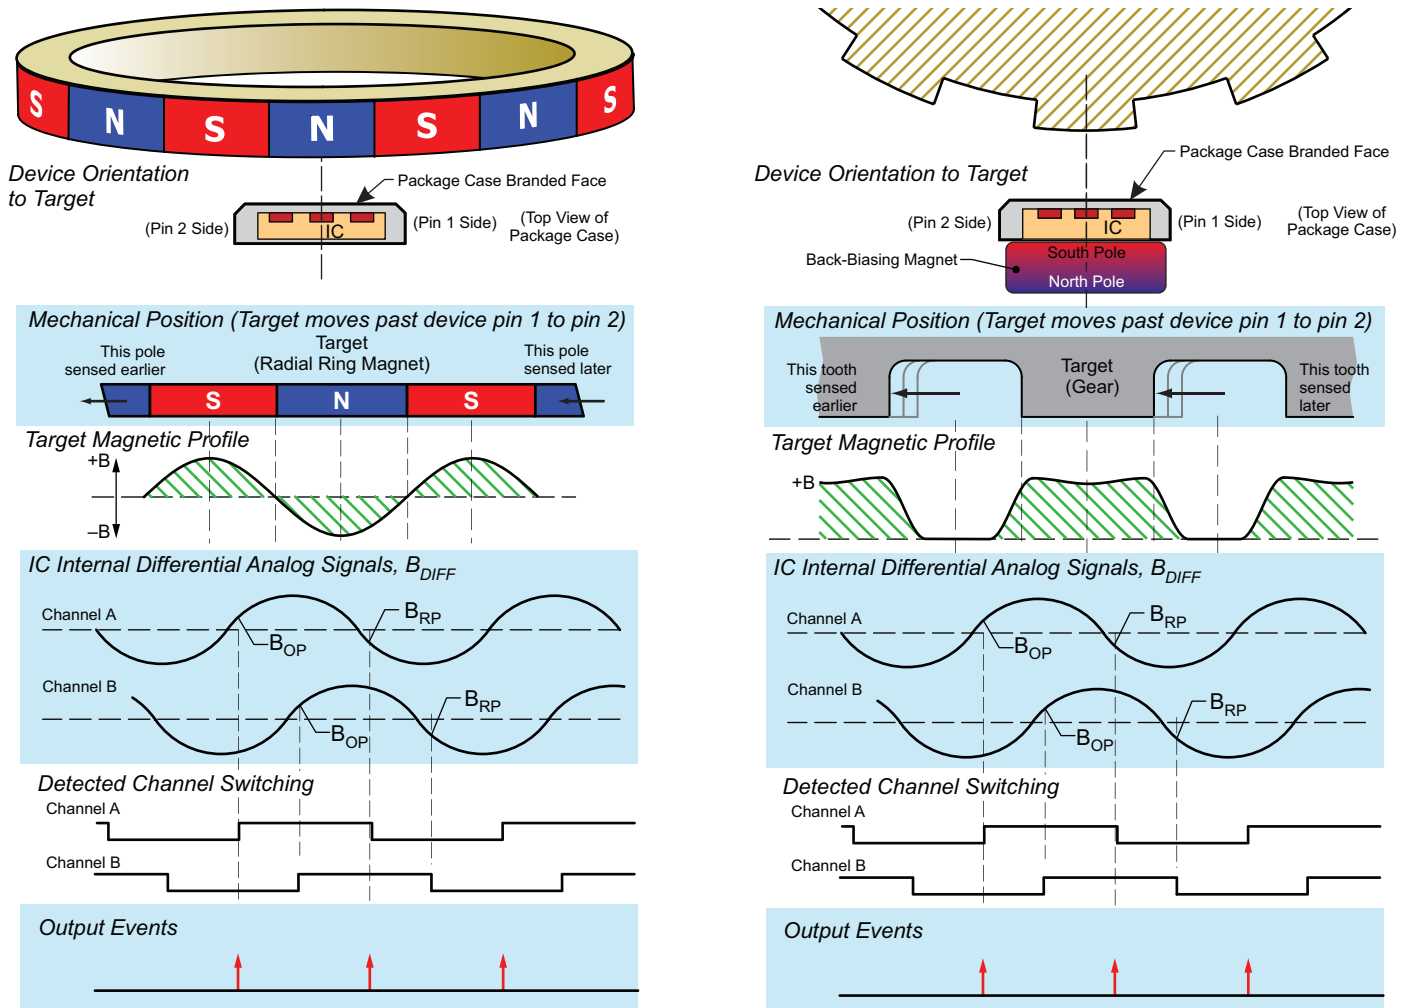 S
N
S
N
S
N
S
Device Orientation
to Target
Package Case Branded Face
(Pin 2 Side)
IC
(Pin 1 Side)
(Top View of
Package Case)
Mechanical Position (Target moves past device pin 1 to pin 2)
This pole
sensed earlier
Target
(Radial Ring Magnet)
This pole
sensed later
S
N
S
Target Magnetic Profile
+B
–B
IC Internal Differential Analog Signals, BDIFF
Channel A
BOP
BRP
Channel B
BOP
BRP
Detected Channel Switching
Channel A
Channel B
Output Events
Device Orientation to Target
Package Case Branded Face
(Pin 2 Side)
IC
(Pin 1 Side)
(Top View of
Package Case)
Back-Biasing Magnet
South Pole
North Pole
Mechanical Position (Target moves past device pin 1 to pin 2)
This tooth
sensed
earlier
Target
(Gear)
This tooth
sensed
later
Target Magnetic Profile
+B
IC Internal Differential Analog Signals, BDIFF
Channel A
BOP
BRP
Channel B
BOP
BRP
Detected Channel Switching
Channel A
Channel B
Output Events